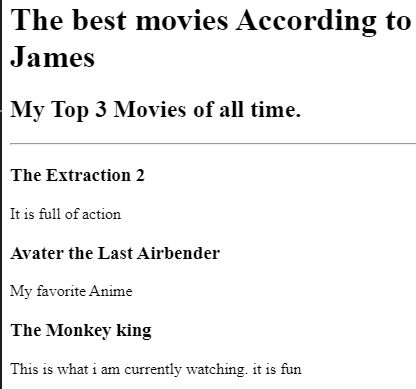 The best movies According to
James
My Top 3 Movies of all time.
The Extraction 2
It is full of action
Avater the Last Airbender
My favorite Anime
The Monkey king
This is what i am currently watching. it is fun